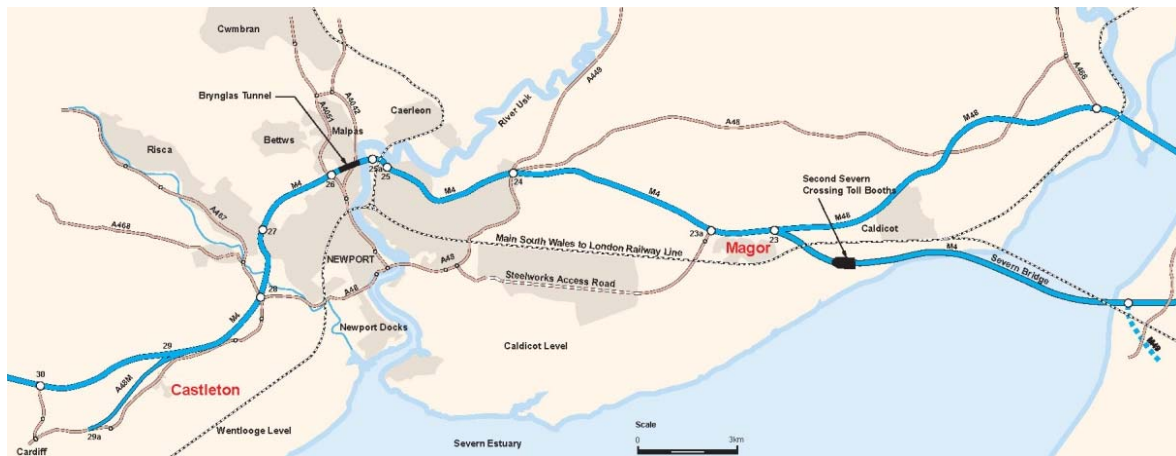 Cwmbran
Brynglas Tunnel
A4051
A4042
Malpas
Caerleon
Bettws
River Usk
A449
A466
M48
A48
Risca
M4
26
25a
25
24
M4
M4
Second Severn
Crossing Toll Booths
A467
27
A468
23a
23
M48
Caldicot
Magor
M4
Main South Wales to London Railway Line
NEWPORT
A48
Severn Bridge
Steelworks Access Road
28
A48
M4
Newport Docks
Caldicot Level
M49
29
30
A48M
Castleton
29a
Wentlooge Level
Cardiff
Severn Estuary
Scale
0
3km